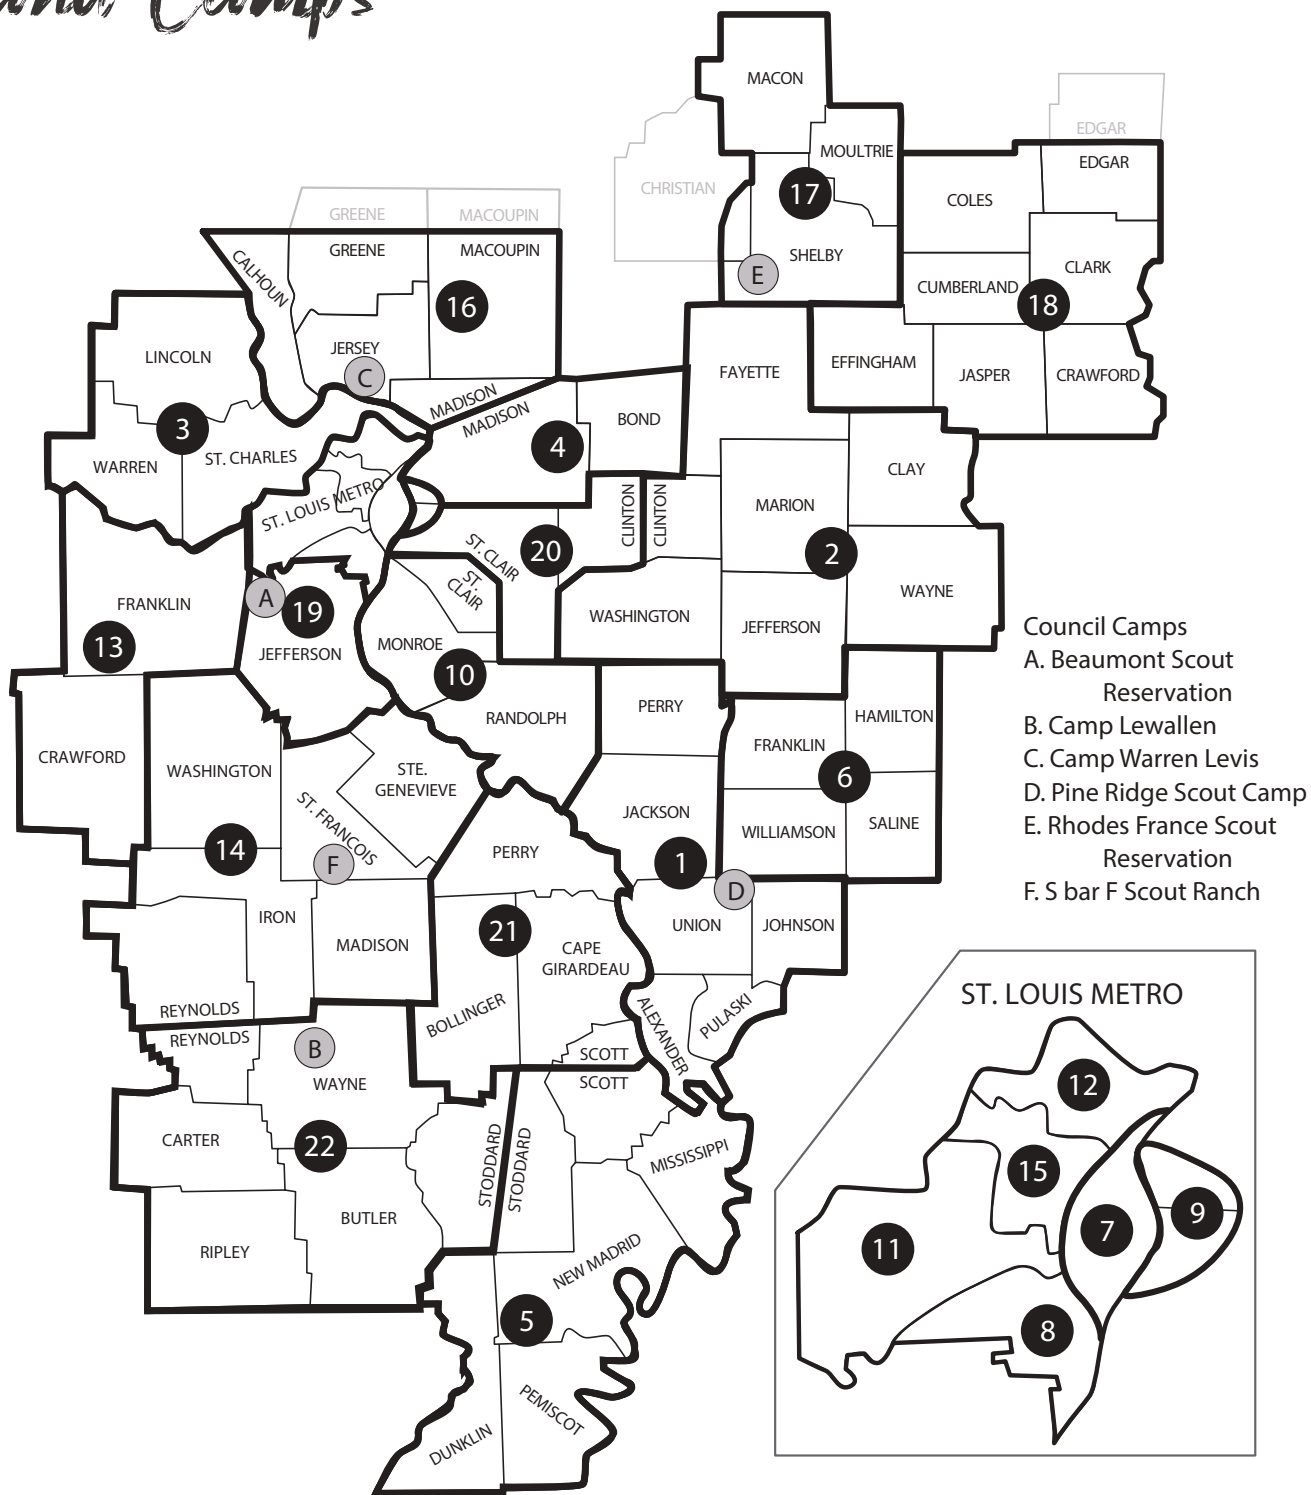 Camps
MACON
EDGAR
MOULTRIE
EDGAR
CHRISTIAN
17
COLES
GREENE
MACOUPIN
GREENE
MACOUPIN
CALHOUN
SHELBY
E
CLARK
CUMBERLAND
18
16
LINCOLN
JERSEY
C
FAYETTE
EFFINGHAM
JASPER
CRAWFORD
MADISON
MADISON
BOND
3
4
WARREN
ST. CHARLES
CLAY
ST. LOUIS METRO
CLINTON
CLINTON
MARION
ST. CLAIR
20
2
ST.
CLAIR
FRANKLIN
A
19
WAYNE
WASHINGTON
JEFFERSON
13
JEFFERSON
MONROE
10
Council Camps
A. Beaumont Scout
Reservation
B. Camp Lewallen
C. Camp Warren Levis
D. Pine Ridge Scout Camp
E. Rhodes France Scout
Reservation
F. S bar F Scout Ranch
RANDOLPH
PERRY
HAMILTON
CRAWFORD
WASHINGTON
STE.
GENEVIEVE
FRANKLIN
6
ST. FRANCOIS
JACKSON
WILLIAMSON
SALINE
14
F
PERRY
1
D
IRON
MADISON
21
CAPE
GIRARDEAU
UNION
JOHNSON
REYNOLDS
BOLLINGER
ALEXANDER
PULASKI
REYNOLDS
B
WAYNE
SCOTT
SCOTT
CARTER
22
STODDARD
STODDARD
MISSISSIPPI
RIPLEY
BUTLER
NEW MADRID
5
PEMISCOT
DUNKLIN
ST. LOUIS METRO
12
15
7
9
11
8